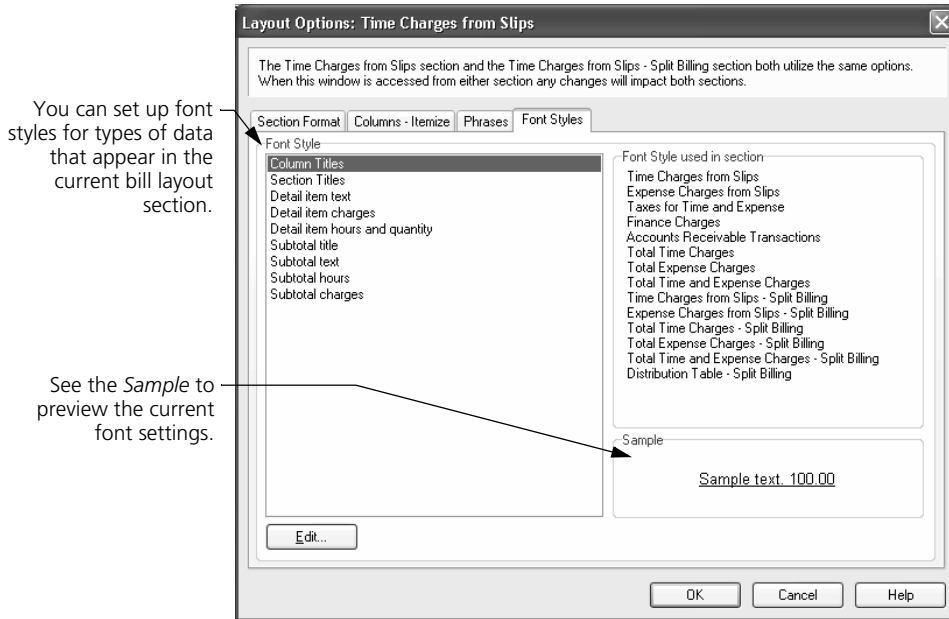 Layout Options: Time Charges from Slips
The Time Charges from Slips section and the Time Charges from Slips - Split Billing section both utilize the same options.
When this window is accessed from either section any changes will impact both sections.
You can set up font
styles for types of data
that appear in the
current bill layout
section.
Section Format
Columns - Itemize
Phrases
Font Styles
Font Style
Column Titles
Section Titles
Detail item text
Detail item charges
Detail item hours and quantity
Subtotal title
Subtotal text
Subtotal hours
Subtotal charges
Font Style used in section
Time Charges from Slips
Expense Charges from Slips
Taxes for Time and Expense
Finance Charges
Accounts Receivable Transactions
Total Time Charges
Total Expense Charges
Total Time and Expense Charges
Time Charges from Slips - Split Billing
Expense Charges from Slips - Split Billing
Total Time Charges - Split Billing
Total Expense Charges - Split Billing
Total Time and Expense Charges - Split Billing
Distribution Table - Split Billing
See the Sample to
preview the current
font settings.
Sample
Sample text. 100.00
Edit...
OK
Cancel
Help